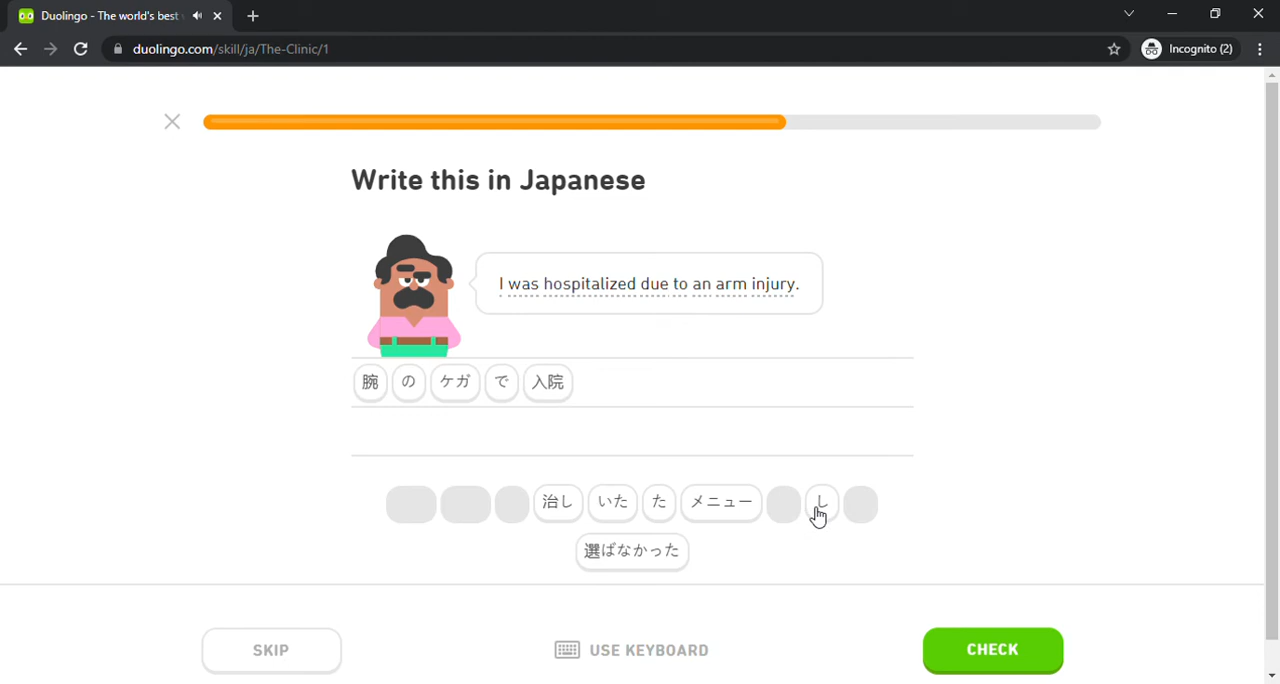 Duolingo - The world's best
duolingo.com/skill/ja/The-Clinic/1
Incognito (2)
Write this in Japanese
I was hospitalized due to an arm injury.
腕 の ケガ で 入院
治し いた た メニュー し
選ばなかった
SKIP
USE KEYBOARD
CHECK